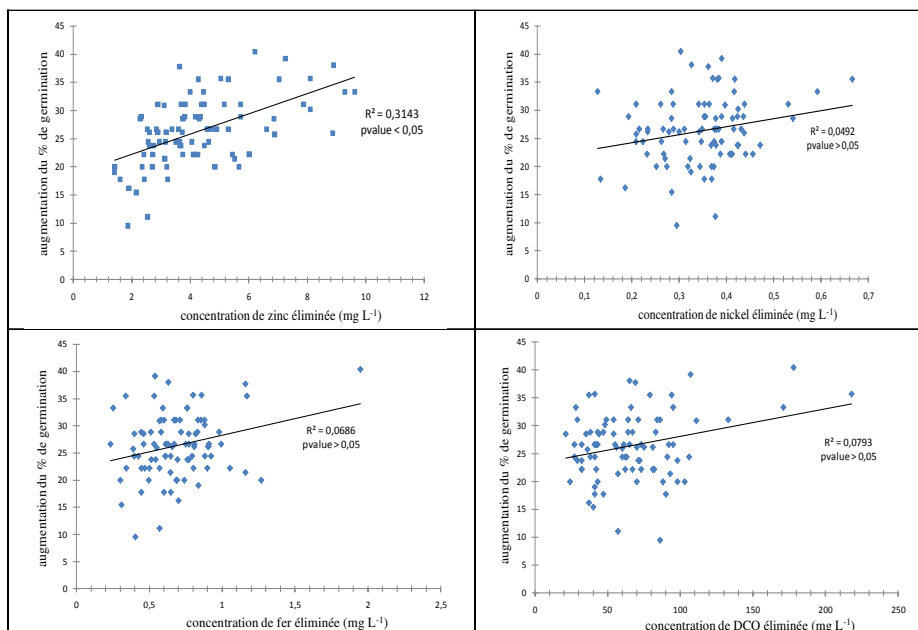 augmentation du % de germination
45
40
35
30
25
20
15
10
5
0
R² = 0,3143
pvalue < 0,05
0 2 4 6 8 10 12
concentration de zinc éliminée (mg L-1)
augmentation du % de germination
45
40
35
30
25
20
15
10
5
0
R² = 0,0492
pvalue > 0,05
0 0,1 0,2 0,3 0,4 0,5 0,6 0,7
concentration de nickel éliminée (mg L-1)
augmentation du % de germination
45
40
35
30
25
20
15
10
5
0
R² = 0,0686
pvalue > 0,05
0 0,5 1 1,5 2 2,5
concentration de fer éliminée (mg L-1)
augmentation du % de germination
45
40
35
30
25
20
15
10
5
0
R² = 0,0793
pvalue > 0,05
0 50 100 150 200 250
concentration de DCO éliminée (mg L-1)